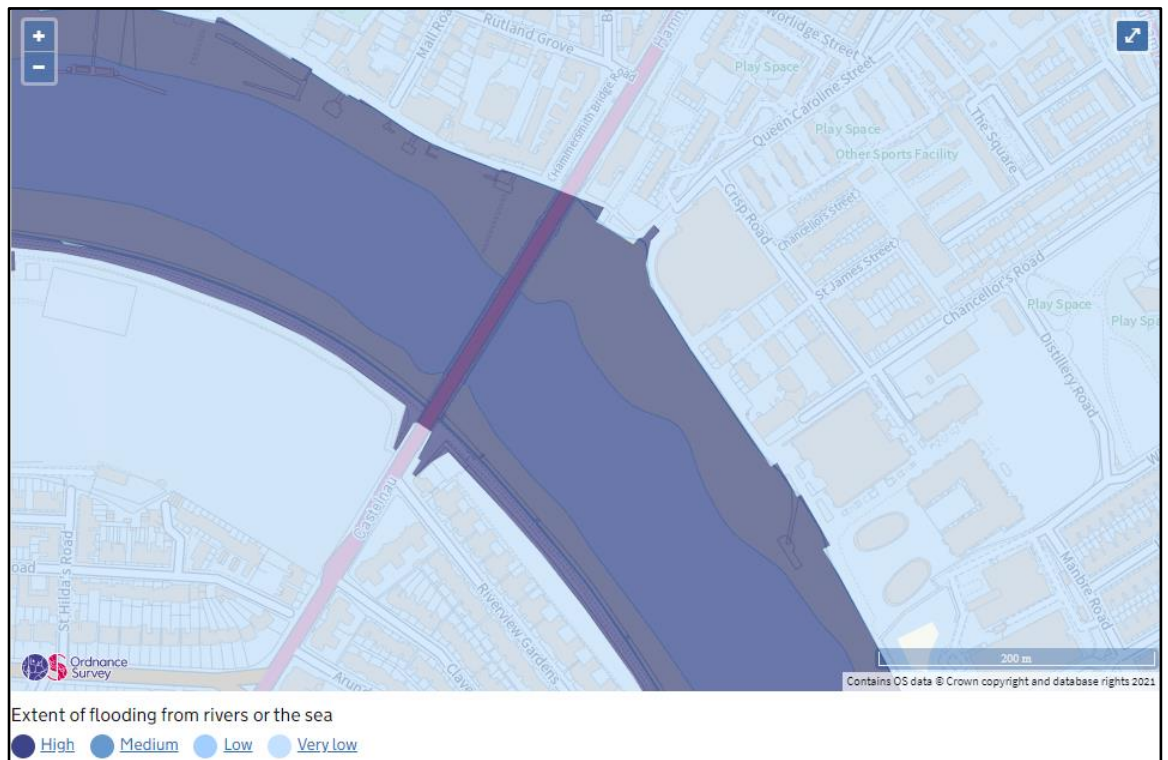 +
−
Rutland Grove
Mall Road
Worlidge Street
Play Space
Queen Caroline Street
Hammersmith Bridge Road
The Square
Play Space
Other Sports Facility
Crisp Road
Chancellors Street
St James Street
Chancellor's Road
Play Space
Distillery Road
Castelnau
St Hilda's Road
Riverview Gardens
Manbre Road
Ordnance
Survey
200 m
Contains OS data © Crown copyright and database rights 2021
Extent of flooding from rivers or the sea
High Medium Low Very low